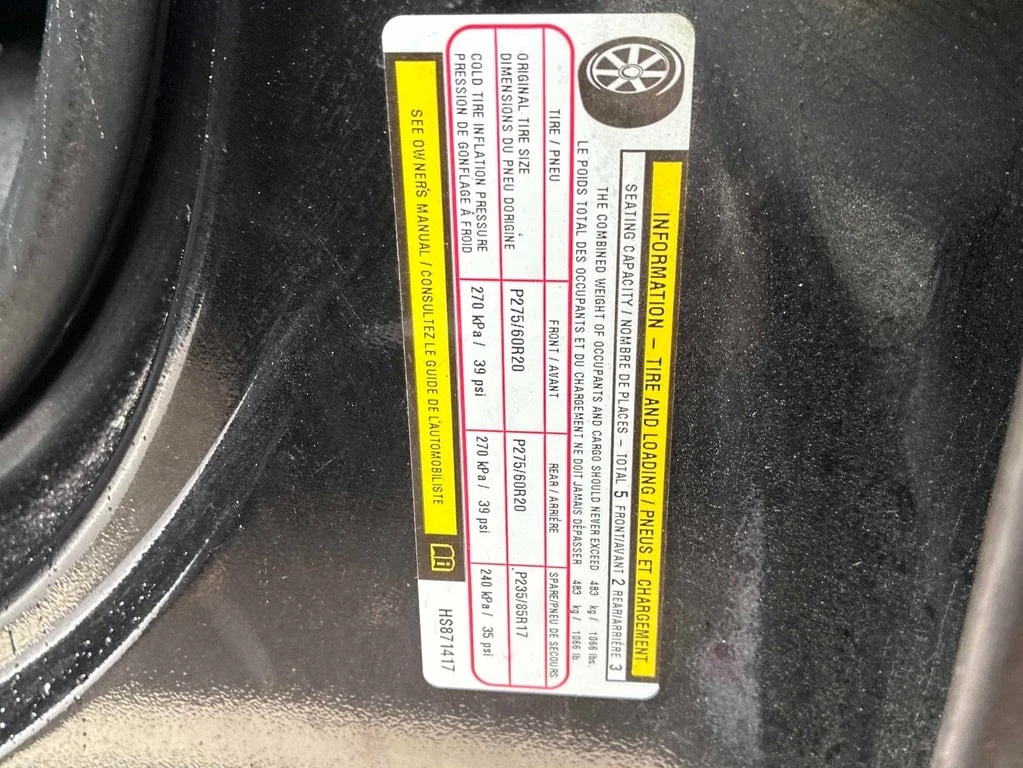 INFORMATION – TIRE AND LOADING / PNEUS ET CHARGEMENT
SEATING CAPACITY / NOMBRE DE PLACES – TOTAL 5 FRONT/AVANT 2 REAR/ARRIÈRE 3
THE COMBINED WEIGHT OF OCCUPANTS AND CARGO SHOULD NEVER EXCEED 483 kg / 1066 lbs.
LE POIDS TOTAL DES OCCUPANTS ET DU CHARGEMENT NE DOIT JAMAIS DÉPASSER 483 kg / 1066 lb
TIRE / PNEU FRONT / AVANT REAR / ARRIÈRE SPARE/PNEU DE SECOURS
ORIGINAL TIRE SIZE
DIMENSIONS DU PNEU DORIGINE P275/60R20 P275/60R20 P235/85R17
COLD TIRE INFLATION PRESSURE
PRESSION DE GONFLAGE À FROID 270 kPa / 39 psi 270 kPa / 39 psi 240 kPa / 35 psi
SEE OWNER'S MANUAL / CONSULTEZ LE GUIDE DE L'AUTOMOBILISTE
HS871417